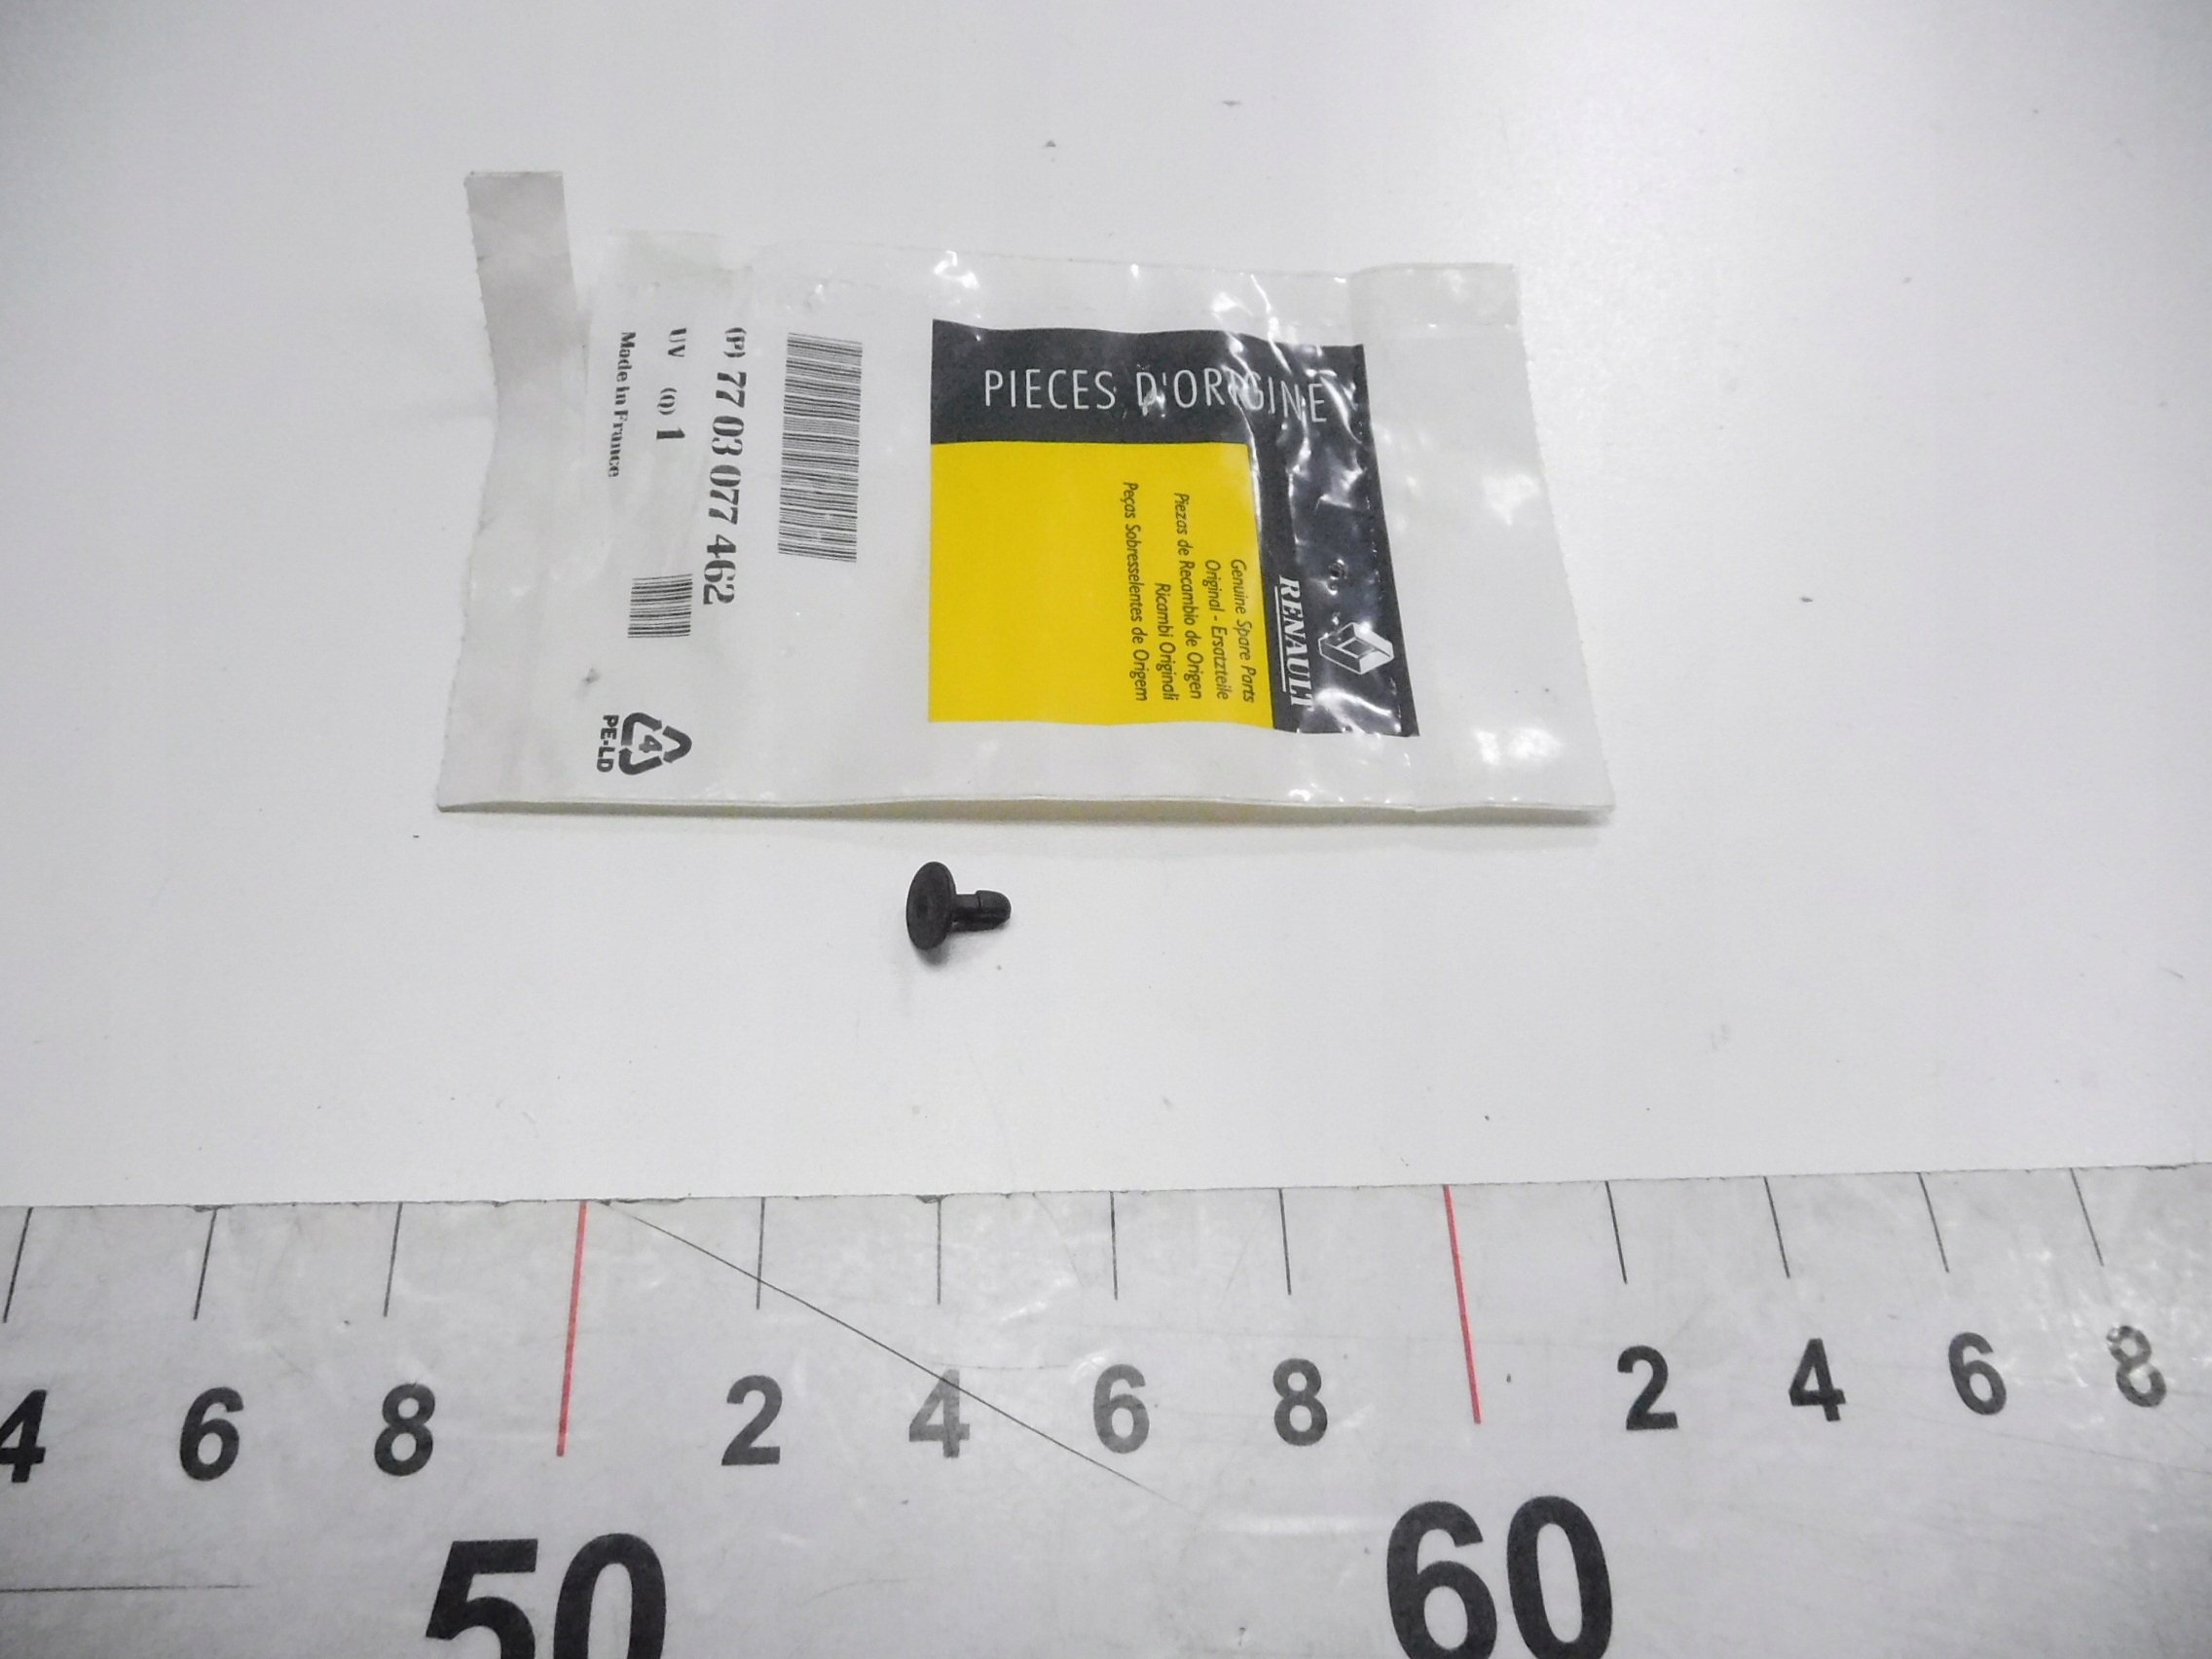 PIECES D'ORIGINE
RENAULT
Genuine Spare Parts
Original - Ersatzteile
Piezas de Recambio de Origen
Ricambi Originali
Peças Sobresselentes de Origem
(P) 77 03 077 462
UV (Q) 1
Made in France
4
PE-LD
4 6 8 2 4 6 8 2 4 6 8
50 60